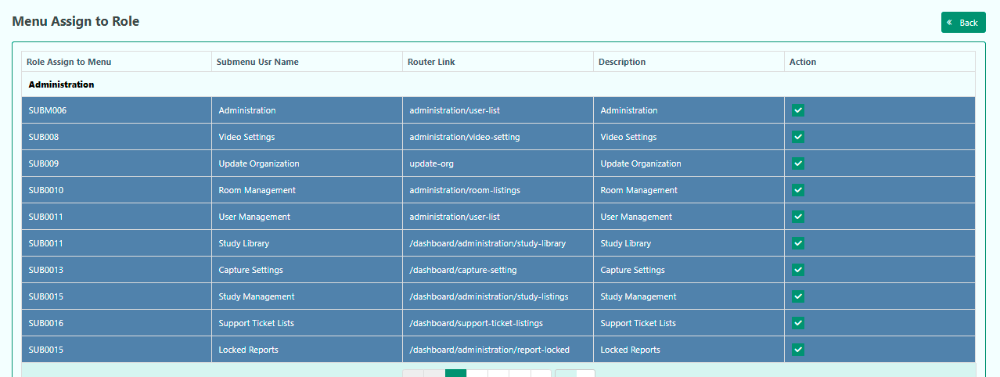 Menu Assign to Role
« Back
Role Assign to Menu Submenu Usr Name Router Link Description Action
Administration
SUBM006 Administration administration/user-list Administration
SUB008 Video Settings administration/video-setting Video Settings
SUB009 Update Organization update-org Update Organization
SUB0010 Room Management administration/room-listings Room Management
SUB0011 User Management administration/user-list User Management
SUB0011 Study Library /dashboard/administration/study-library Study Library
SUB0013 Capture Settings /dashboard/capture-setting Capture Settings
SUB0015 Study Management /dashboard/administration/study-listings Study Management
SUB0016 Support Ticket Lists /dashboard/support-ticket-listings Support Ticket Lists
SUB0015 Locked Reports /dashboard/administration/report-locked Locked Reports